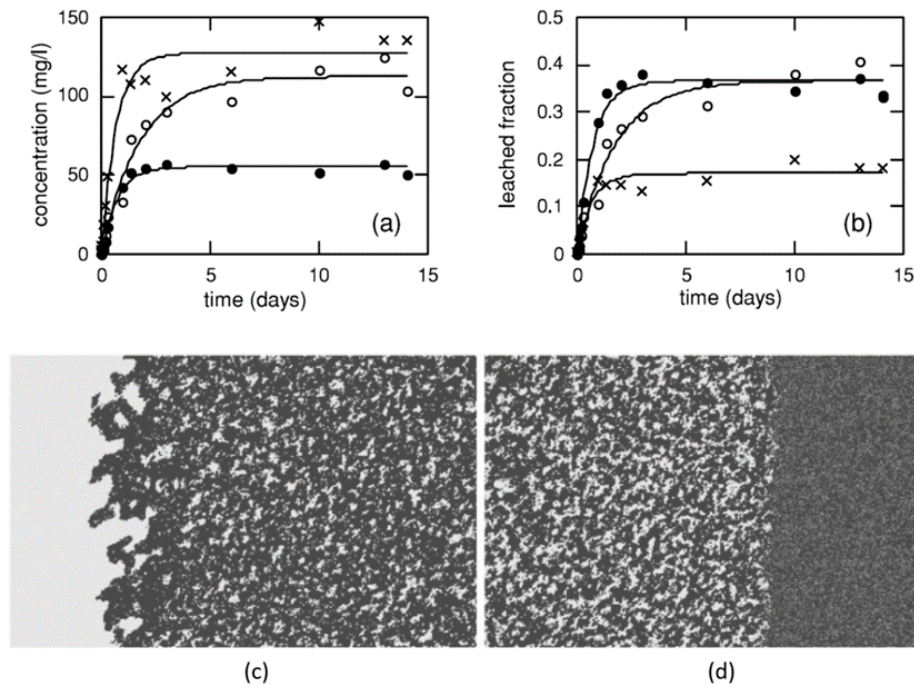 150
100
50
0
concentration (mg/l)
(a)
0 5 10 15
time (days)
0.5
0.4
0.3
0.2
0.1
0
leached fraction
(b)
0 5 10 15
time (days)
(c)
(d)